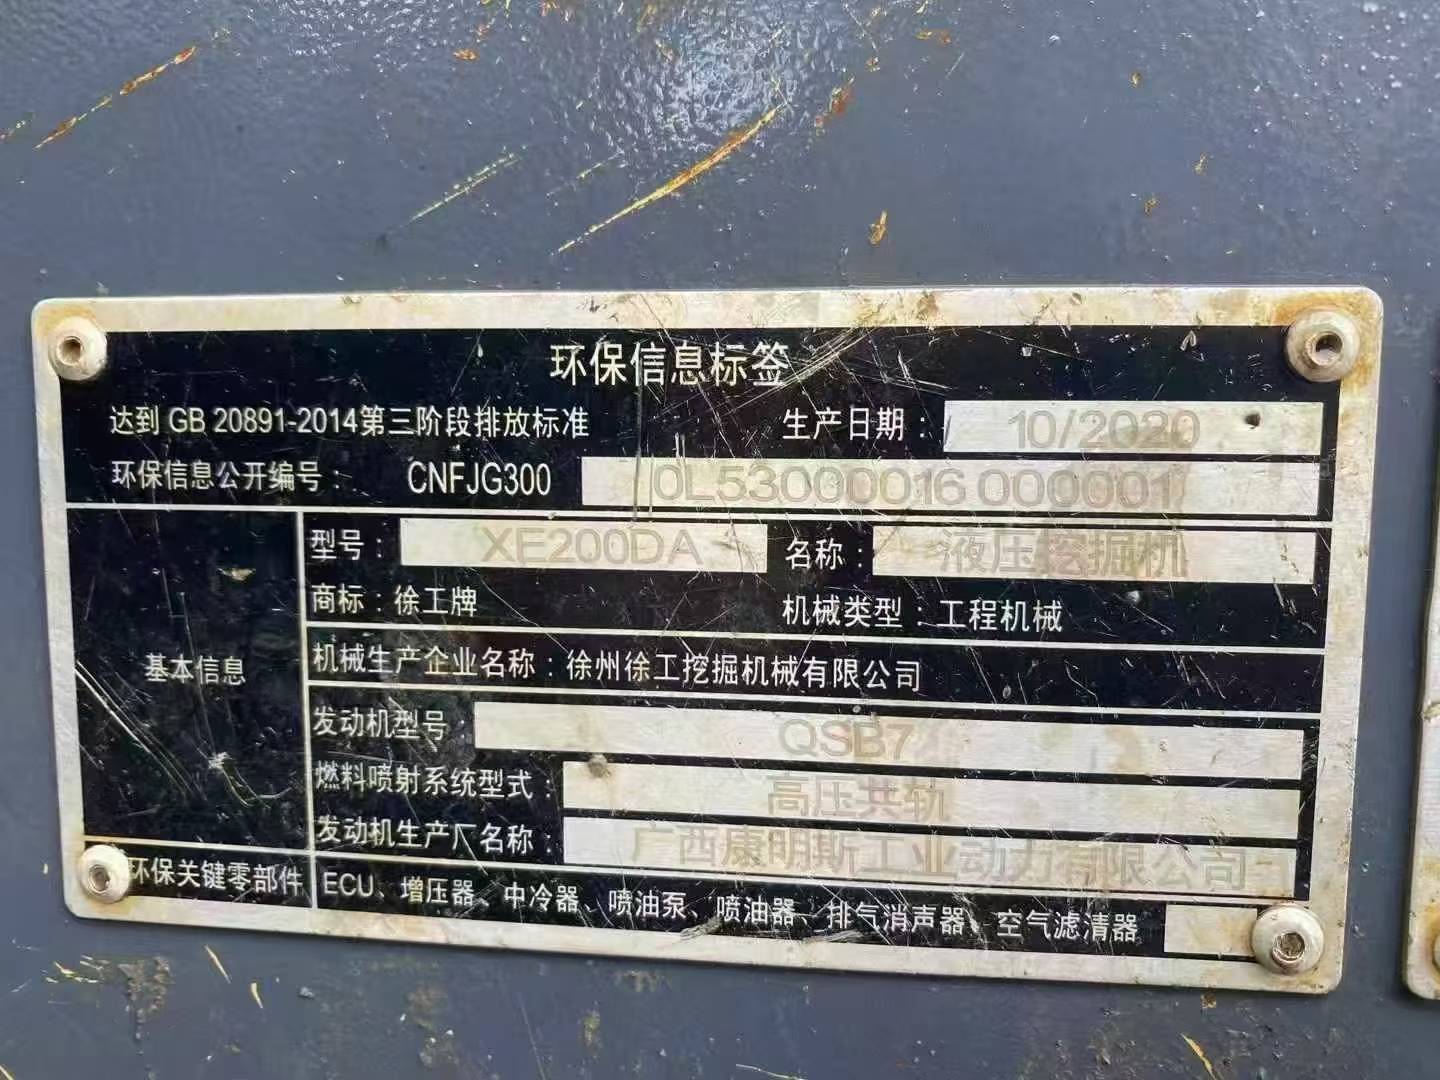 环保信息标签
达到 GB 20891-2014第三阶段排放标准 生产日期： 10/2020
环保信息公开编号： CNFJG300 0L53000016 000001
基本信息
型号： XE200DA 名称： 液压挖掘机
商标：徐工牌 机械类型：工程机械
机械生产企业名称：徐州徐工挖掘机械有限公司
发动机型号： QSB7
燃料喷射系统型式： 高压共轨
发动机生产厂名称： 广西康明斯工业动力有限公司
环保关键零部件 ECU、增压器、中冷器、喷油泵、喷油器、排气消声器、空气滤清器